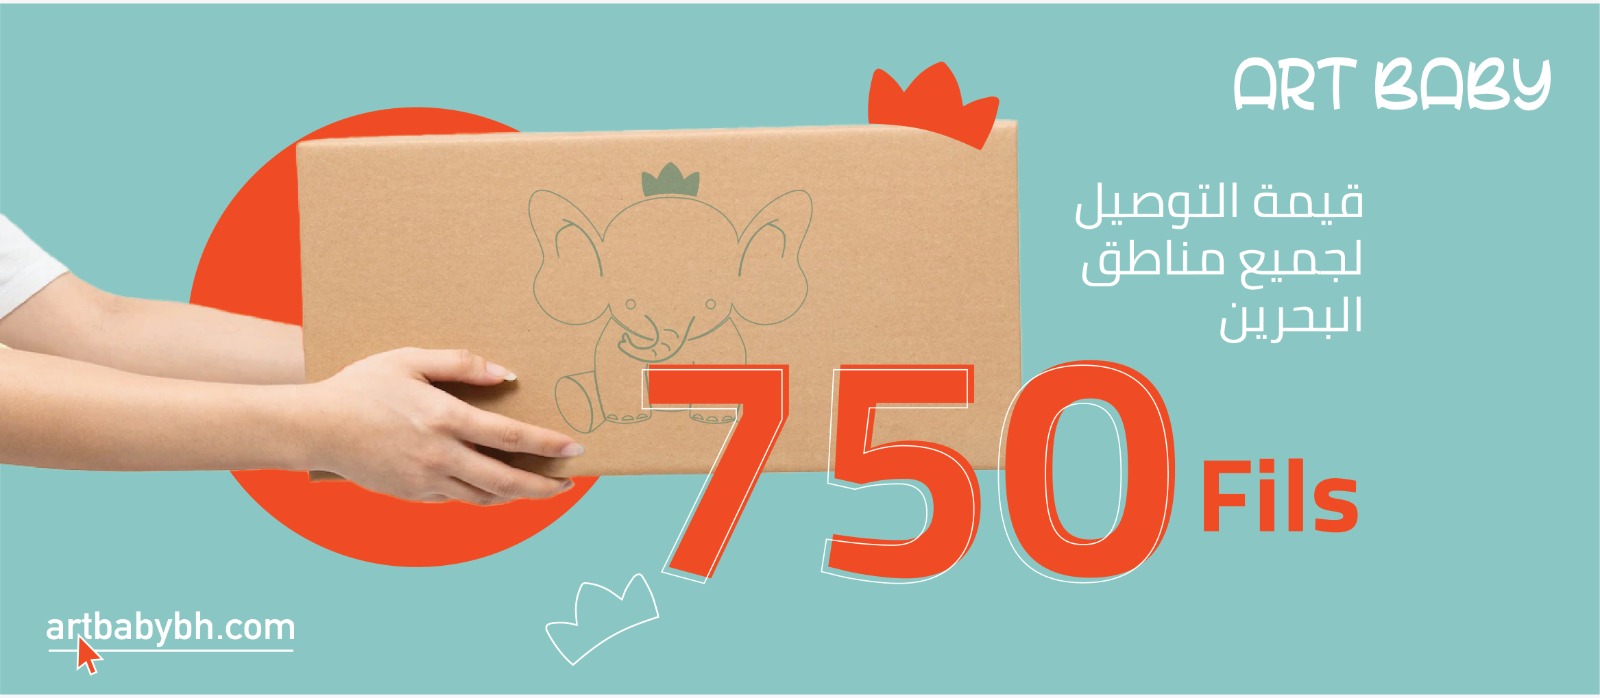 ART BABY
قيمة التوصيل
لجميع مناطق
البحرين
750 Fils
artbabybh.com